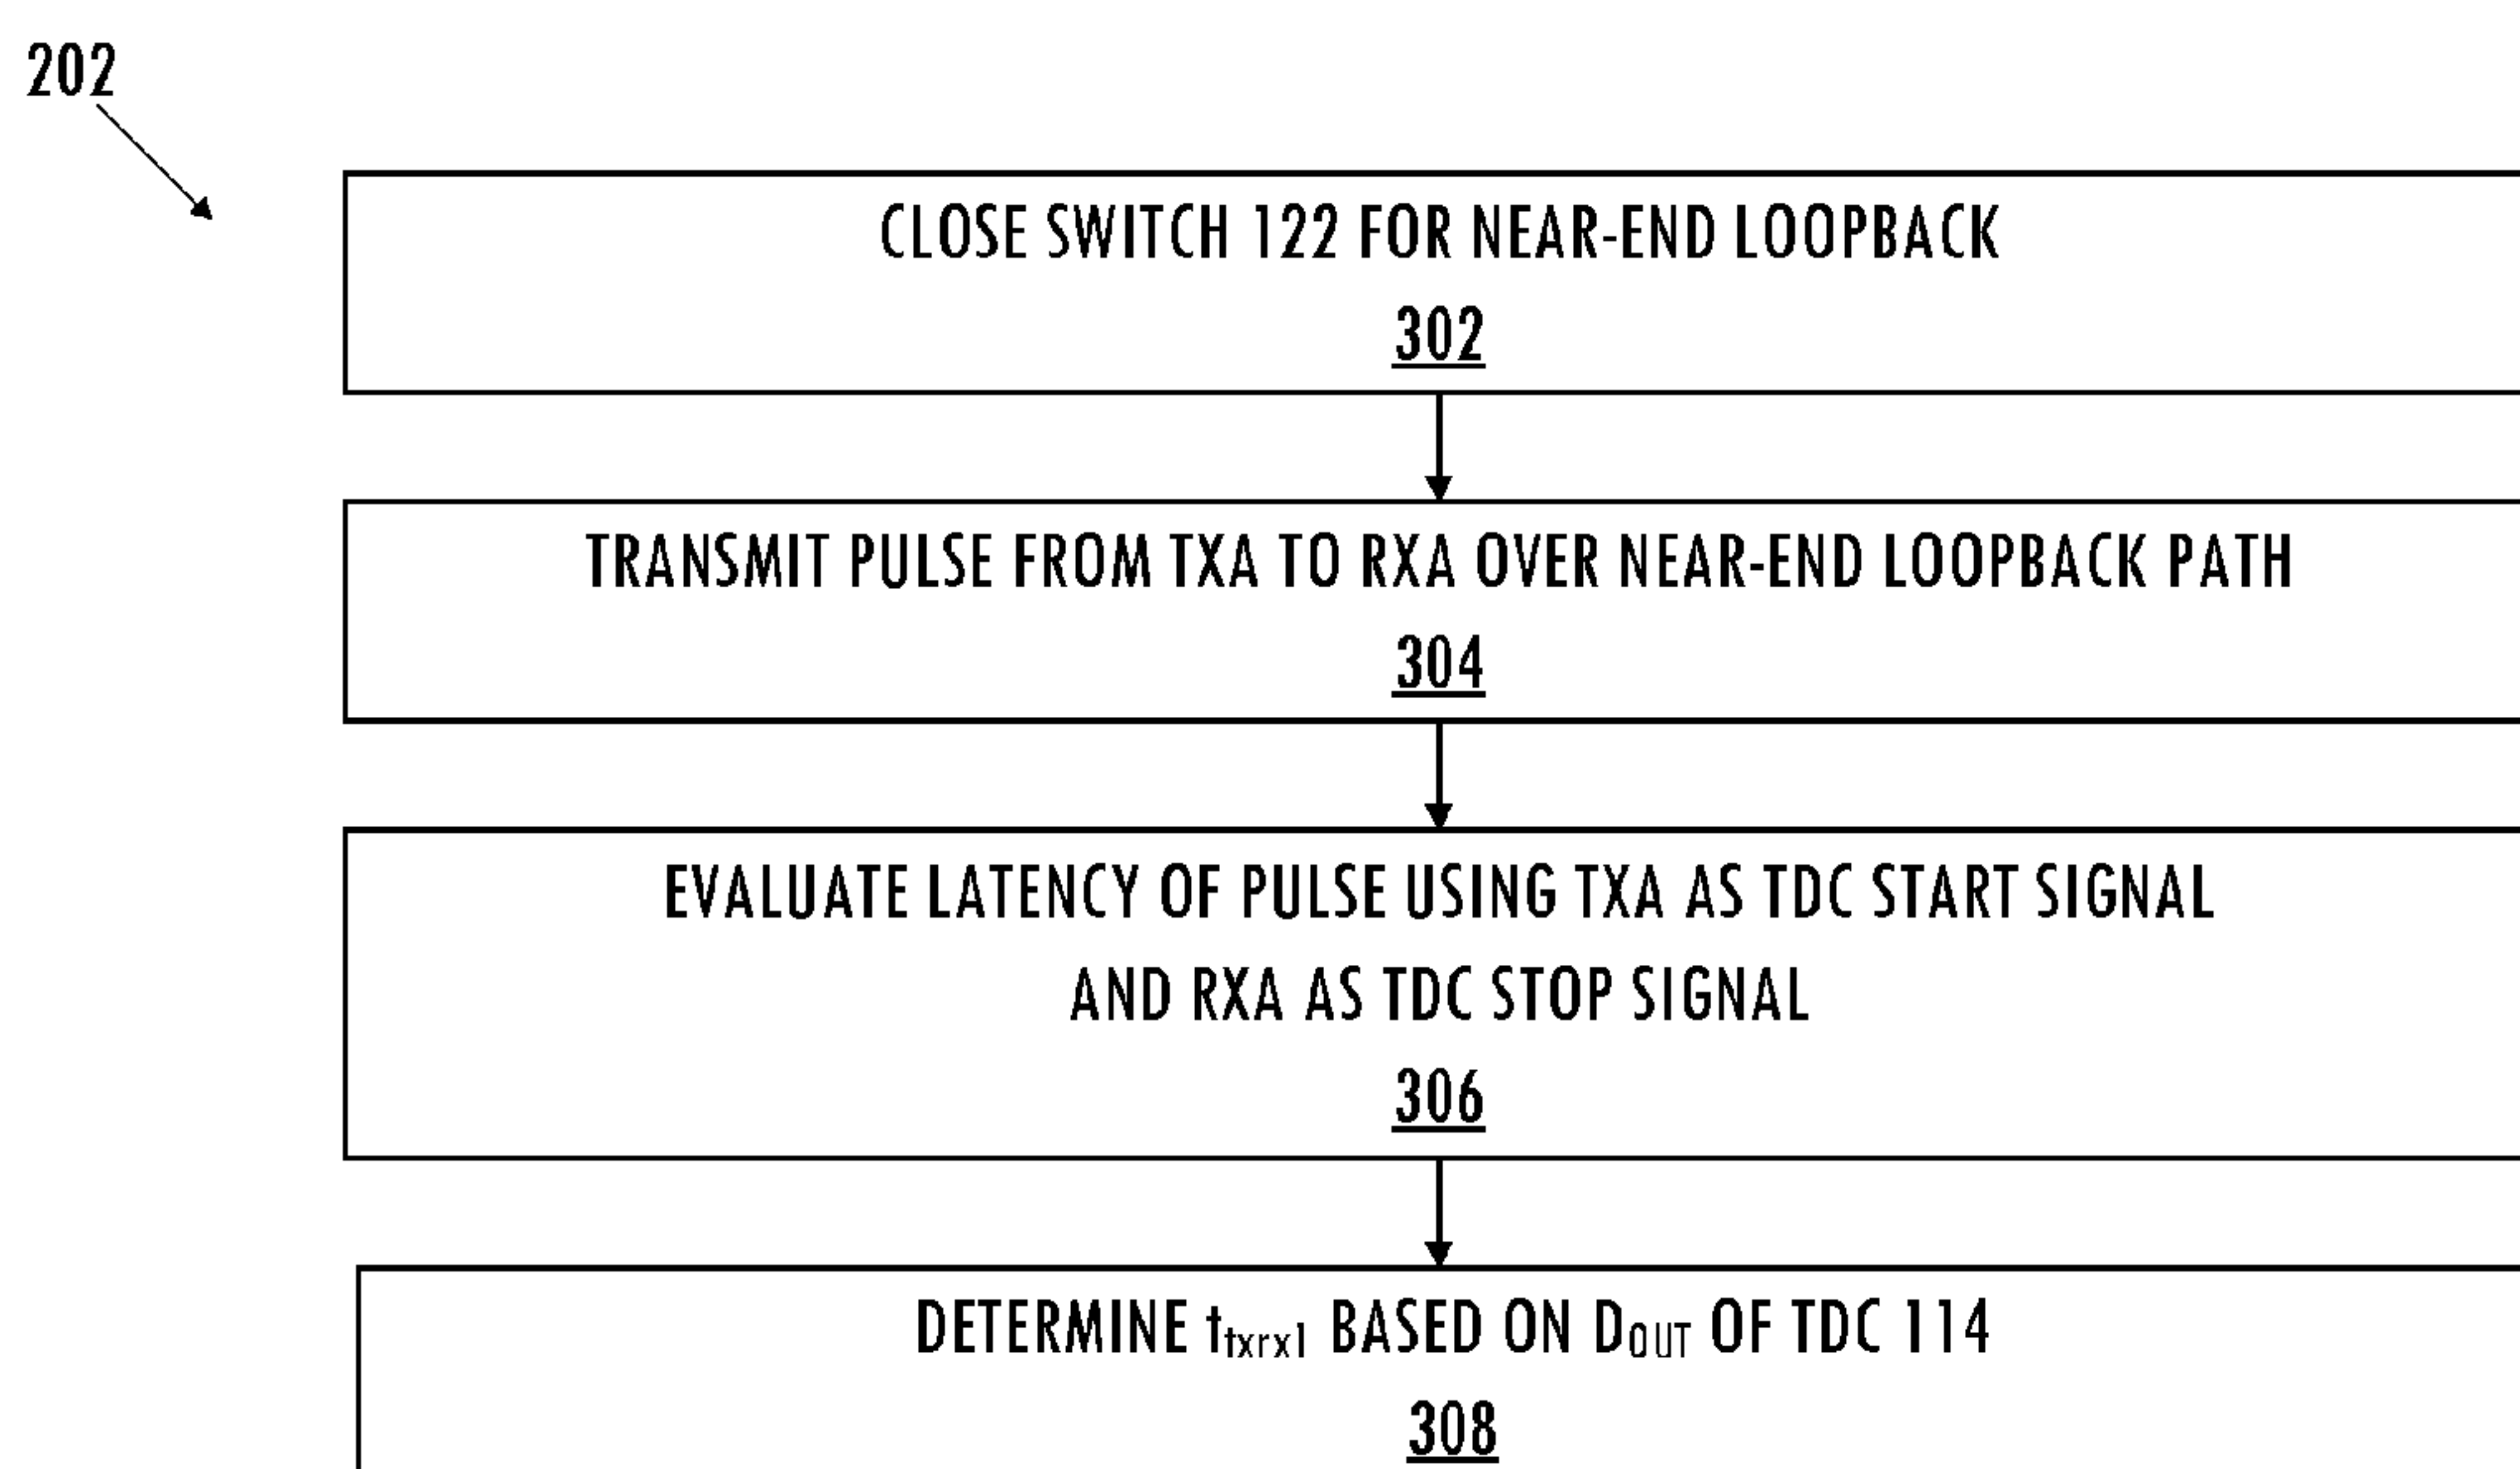 202
CLOSE SWITCH 122 FOR NEAR-END LOOPBACK
302
TRANSMIT PULSE FROM TXA TO RXA OVER NEAR-END LOOPBACK PATH
304
EVALUATE LATENCY OF PULSE USING TXA AS TDC START SIGNAL
AND RXA AS TDC STOP SIGNAL
306
DETERMINE ttxrx1 BASED ON DOUT OF TDC 114
308